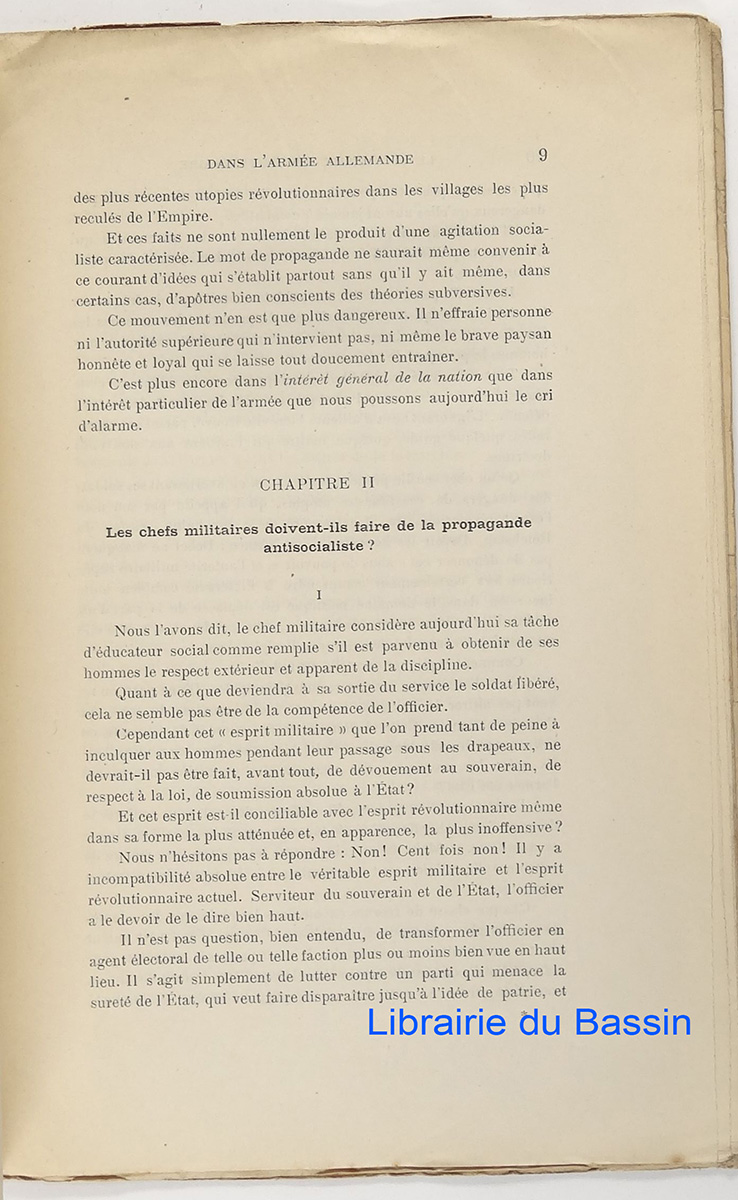 DANS L'ARMÉE ALLEMANDE 9
des plus récentes utopies révolutionnaires dans les villages les plus
reculés de l'Empire.
Et ces faits ne sont nullement le produit d'une agitation socia-
liste caractérisée. Le mot de propagande ne saurait même convenir à
ce courant d'idées qui s'établit partout sans qu'il y ait même, dans
certains cas, d'apôtres bien conscients des théories subversives.
Ce mouvement n'en est que plus dangereux. Il n'effraie personne
ni l'autorité supérieure qui n'intervient pas, ni même le brave paysan
honnête et loyal qui se laisse tout doucement entraîner.
C'est plus encore dans l'intérêt général de la nation que dans
l'intérêt particulier de l'armée que nous poussons aujourd'hui le cri
d'alarme.
CHAPITRE II
Les chefs militaires doivent-ils faire de la propagande
antisocialiste ?
I
Nous l'avons dit, le chef militaire considère aujourd'hui sa tâche
d'éducateur social comme remplie s'il est parvenu à obtenir de ses
hommes le respect extérieur et apparent de la discipline.
Quant à ce que deviendra à sa sortie du service le soldat libéré,
cela ne semble pas être de la compétence de l'officier.
Cependant cet « esprit militaire » que l'on prend tant de peine à
inculquer aux hommes pendant leur passage sous les drapeaux, ne
devrait-il pas être fait, avant tout, de dévouement au souverain, de
respect à la loi, de soumission absolue à l'État ?
Et cet esprit est-il conciliable avec l'esprit révolutionnaire même
dans sa forme la plus atténuée et, en apparence, la plus inoffensive ?
Nous n'hésitons pas à répondre : Non ! Cent fois non ! Il y a
incompatibilité absolue entre le véritable esprit militaire et l'esprit
révolutionnaire actuel. Serviteur du souverain et de l'État, l'officier
a le devoir de le dire bien haut.
Il n'est pas question, bien entendu, de transformer l'officier en
agent électoral de telle ou telle faction plus ou moins bien vue en haut
lieu. Il s'agit simplement de lutter contre un parti qui menace la
sureté de l'État, qui veut faire disparaître jusqu'à l'idée de patrie, et
*
Librairie du Bassin